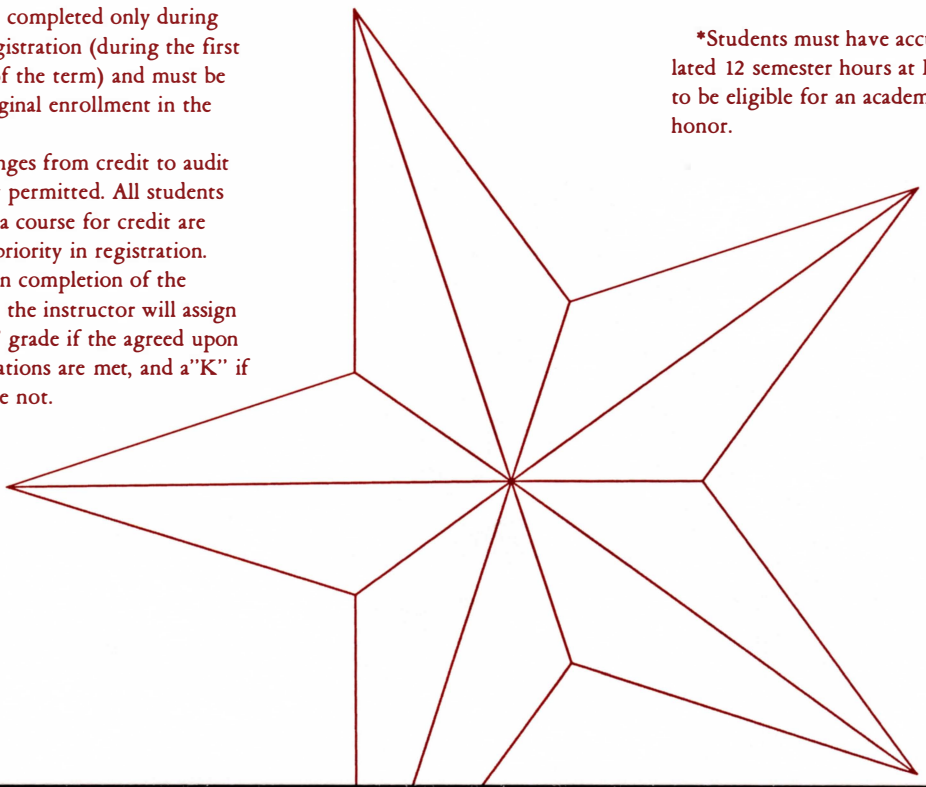 completed only during
gistration (during the first
of the term) and must be
ginal enrollment in the
nges from credit to audit
permitted. All students
a course for credit are
priority in registration.
n completion of the
the instructor will assign
grade if the agreed upon
ations are met, and a"K" if
e not.
*Students must have accu
lated 12 semester hours at
to be eligible for an academ
honor.